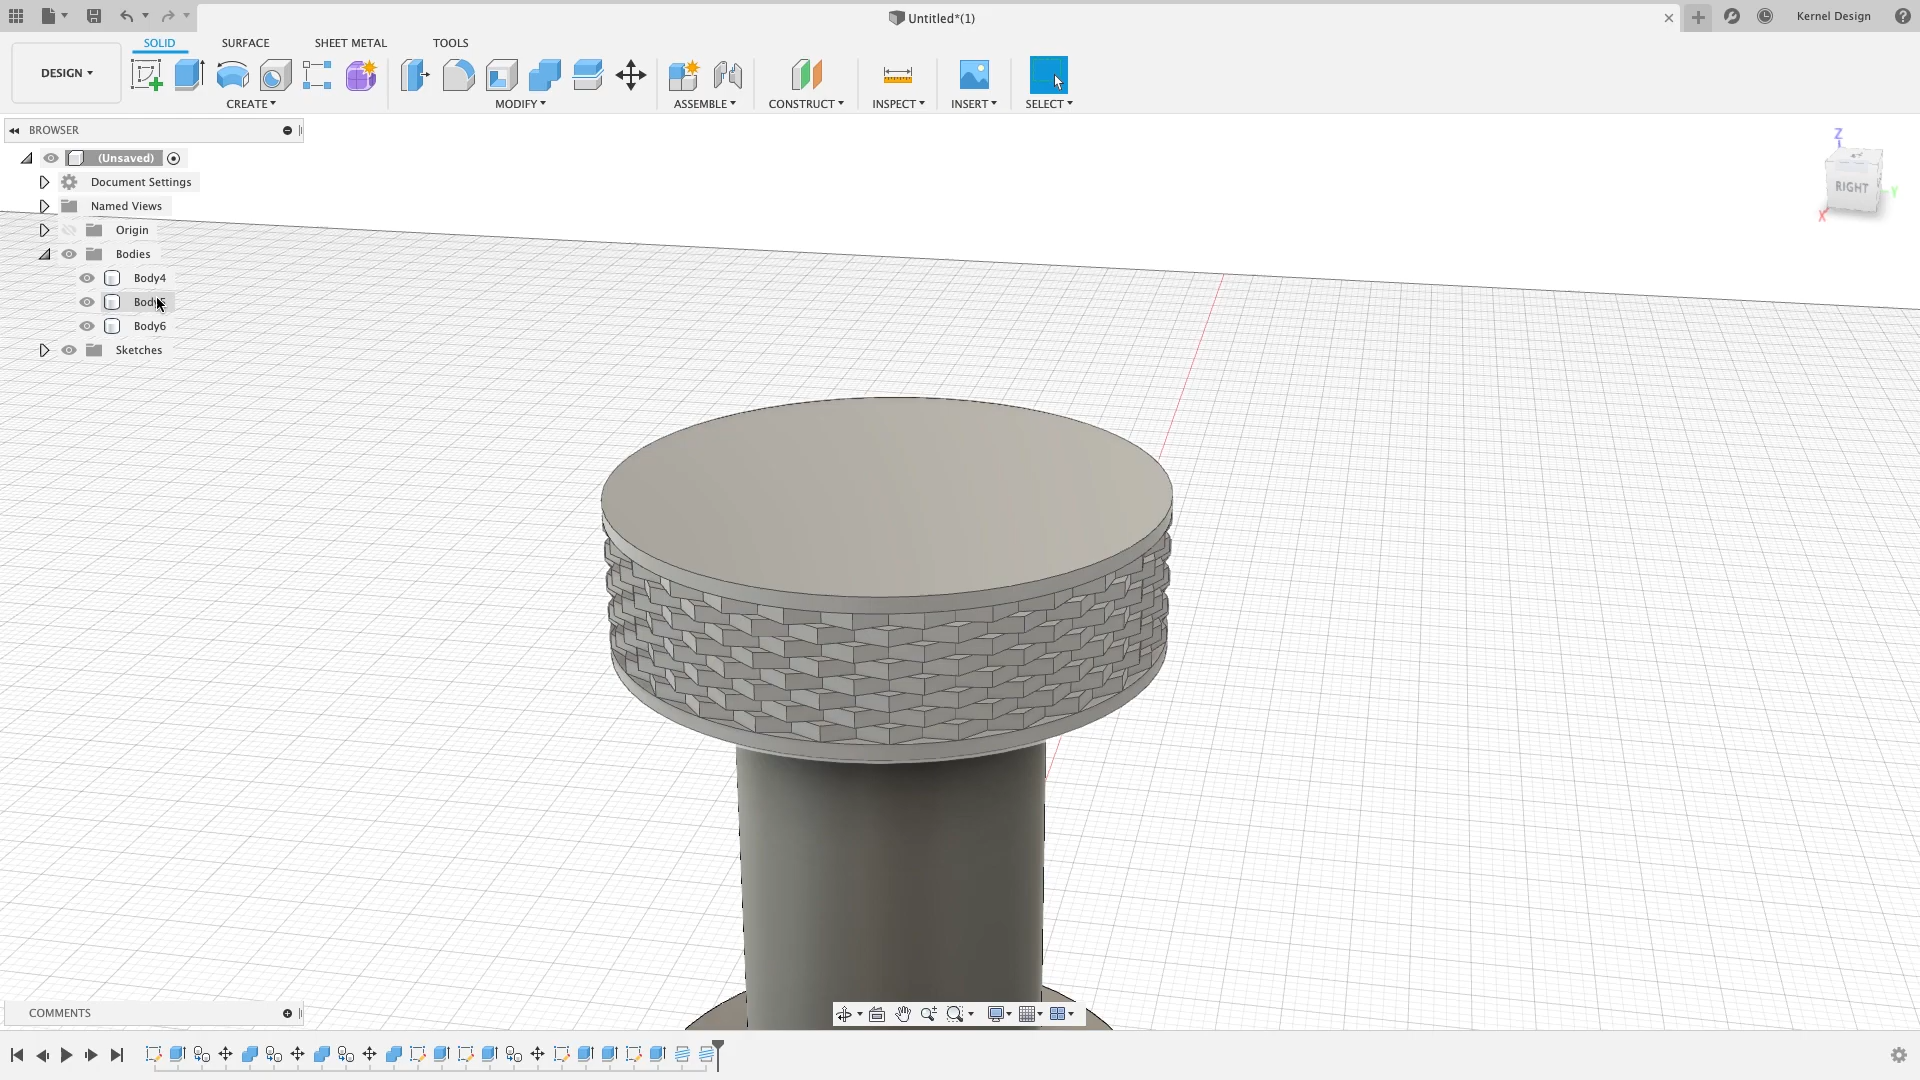 Untitled*(1)
Kernel Design
SOLID SURFACE SHEET METAL TOOLS
DESIGN
CREATE MODIFY ASSEMBLE CONSTRUCT INSPECT INSERT SELECT
BROWSER
(Unsaved)
Document Settings
Named Views
Origin
Bodies
Body4
Body5
Body6
Sketches
Z
RIGHT
Y
X
COMMENTS